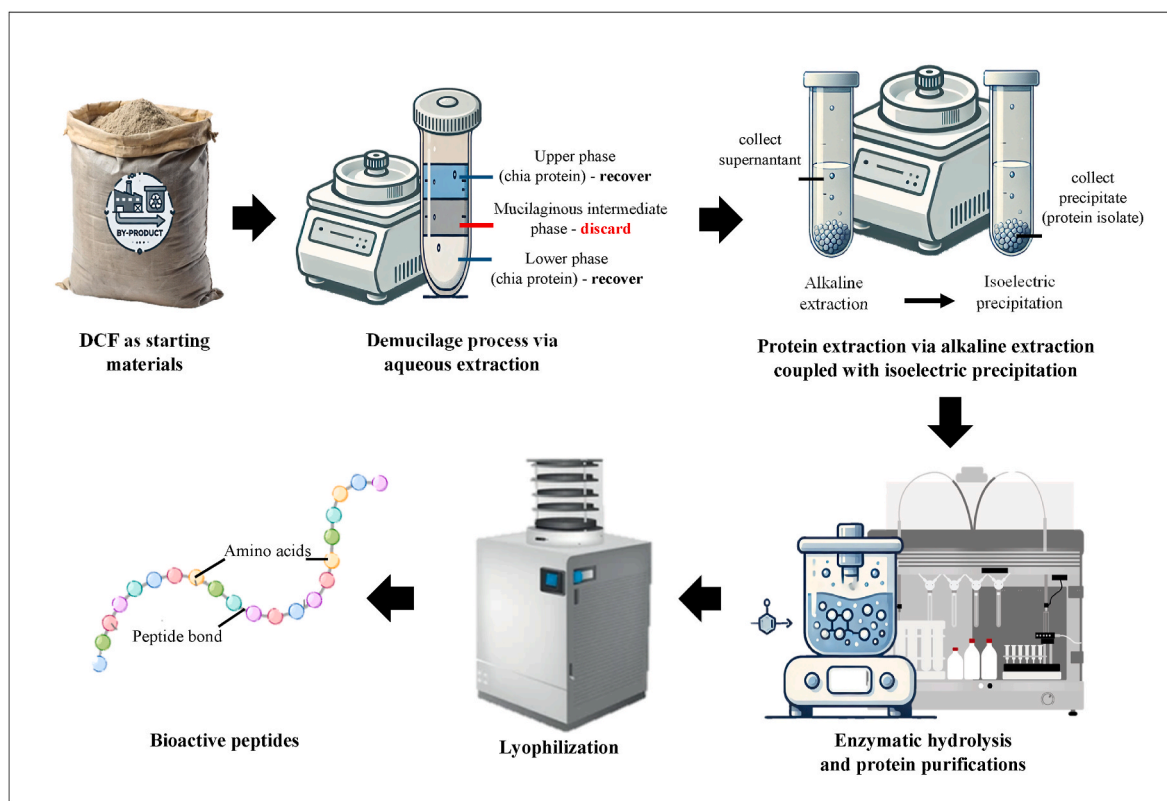 BY-PRODUCT
DCF as starting
materials
Upper phase
(chia protein) - recover
Mucilaginous intermediate
phase - discard
Lower phase
(chia protein) - recover
Demucilage process via
aqueous extraction
collect
supernantant
collect
precipitate
(protein isolate)
Alkaline
extraction
Isoelectric
precipitation
Protein extraction via alkaline extraction
coupled with isoelectric precipitation
Amino acids
Peptide bond
Bioactive peptides
Lyophilization
Enzymatic hydrolysis
and protein purifications